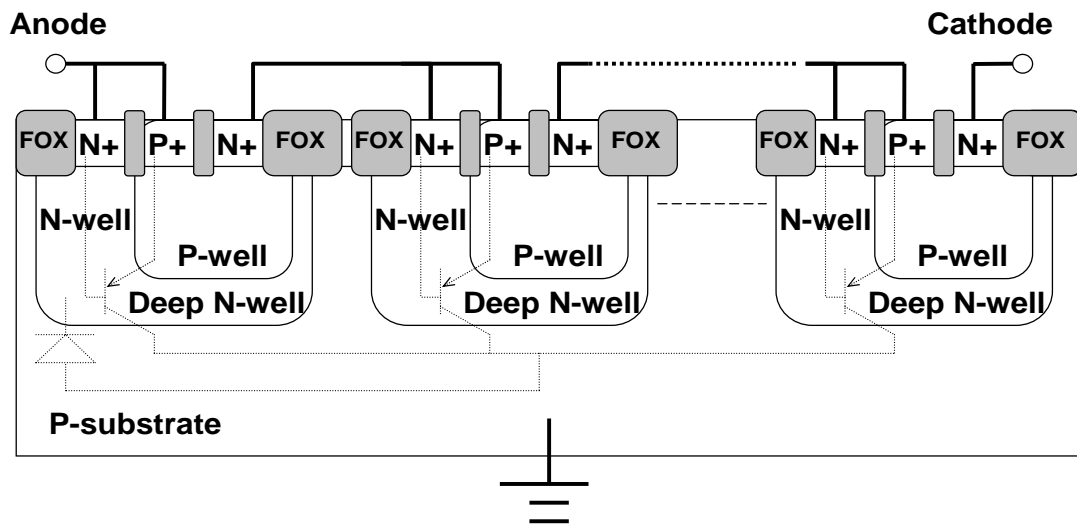 Anode Cathode
FOX N+ P+ N+ FOX FOX N+ P+ N+ FOX FOX N+ P+ N+ FOX
N-well N-well N-well
P-well P-well P-well
Deep N-well Deep N-well Deep N-well
P-substrate